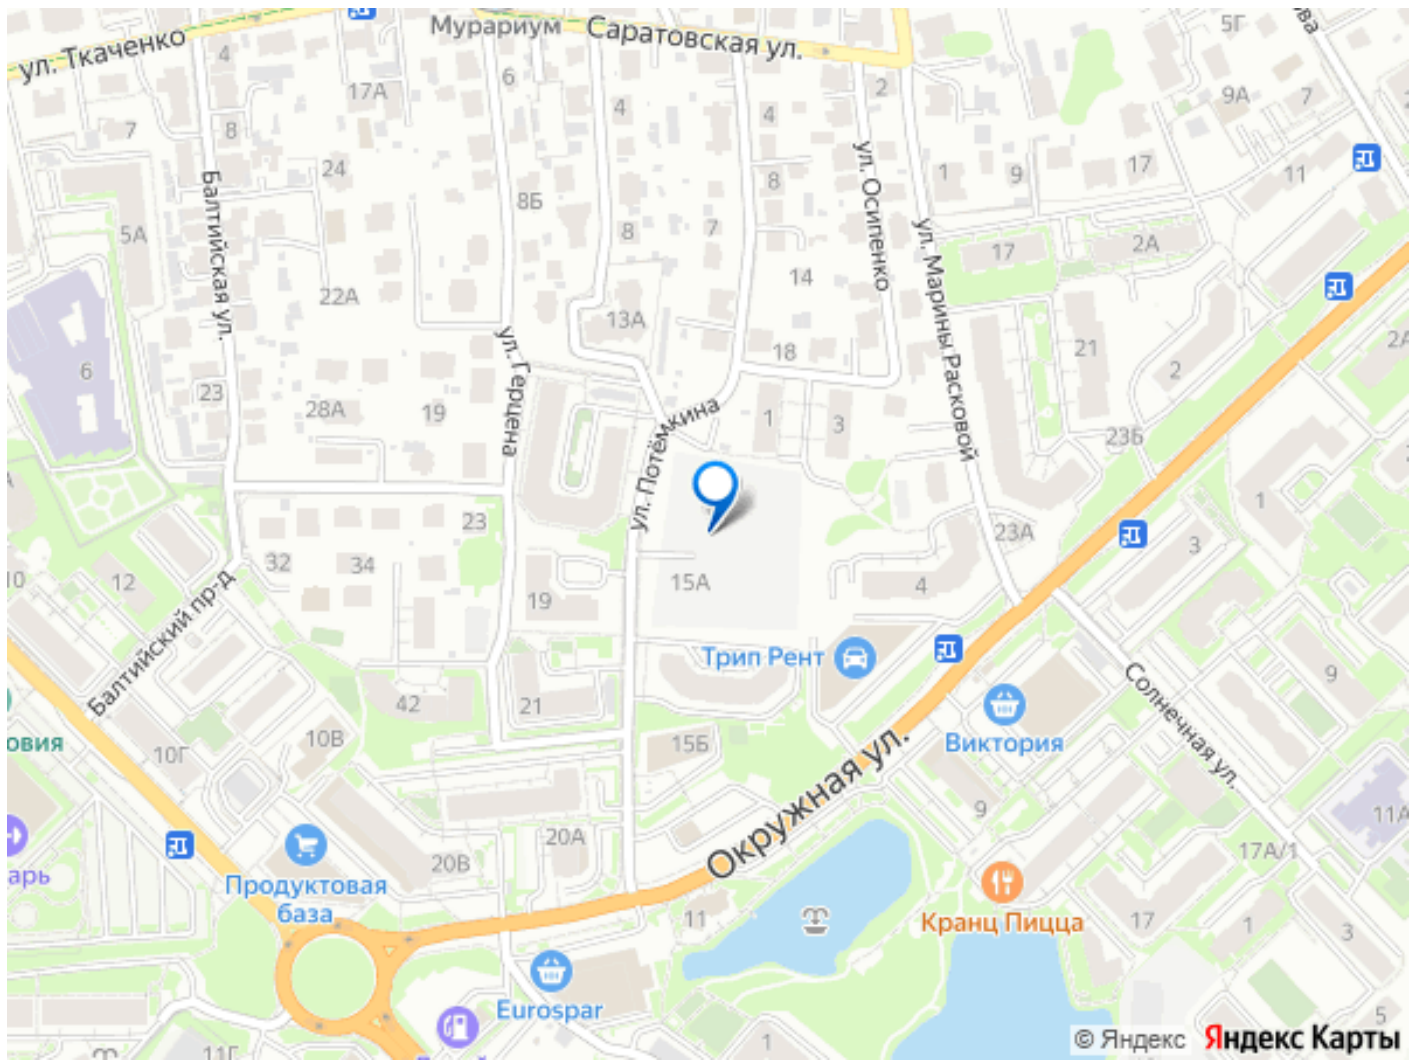 Мурариум
Саратовская ул.
5Г
ова
ул. Ткаченко
4
17А
6
4
4
2
9А
7
7
8
24
8
1
9
17
11
8Б
5А
8
7
ул. Осипенко
17
2А
Балтийская ул.
14
22А
13А
ул. Марины Расковой
18
21
2
2А
6
23
28А
19
ул. Герцена
ул. Потёмкина
1
3
23Б
1
23
ул. Потёмкина
23А
3
10
12
32
34
19
15А
4
Балтийский пр-д
Трип Рент
9
42
21
Солнечная ул.
овия
10Г
10В
15Б
Виктория
Окружная ул.
9
11А
20В
20А
17А/1
арь
Продуктовая
база
11
Кранц Пицца
17
1
3
Eurospar
5
11Г
1
© Яндекс Яндекс Карты